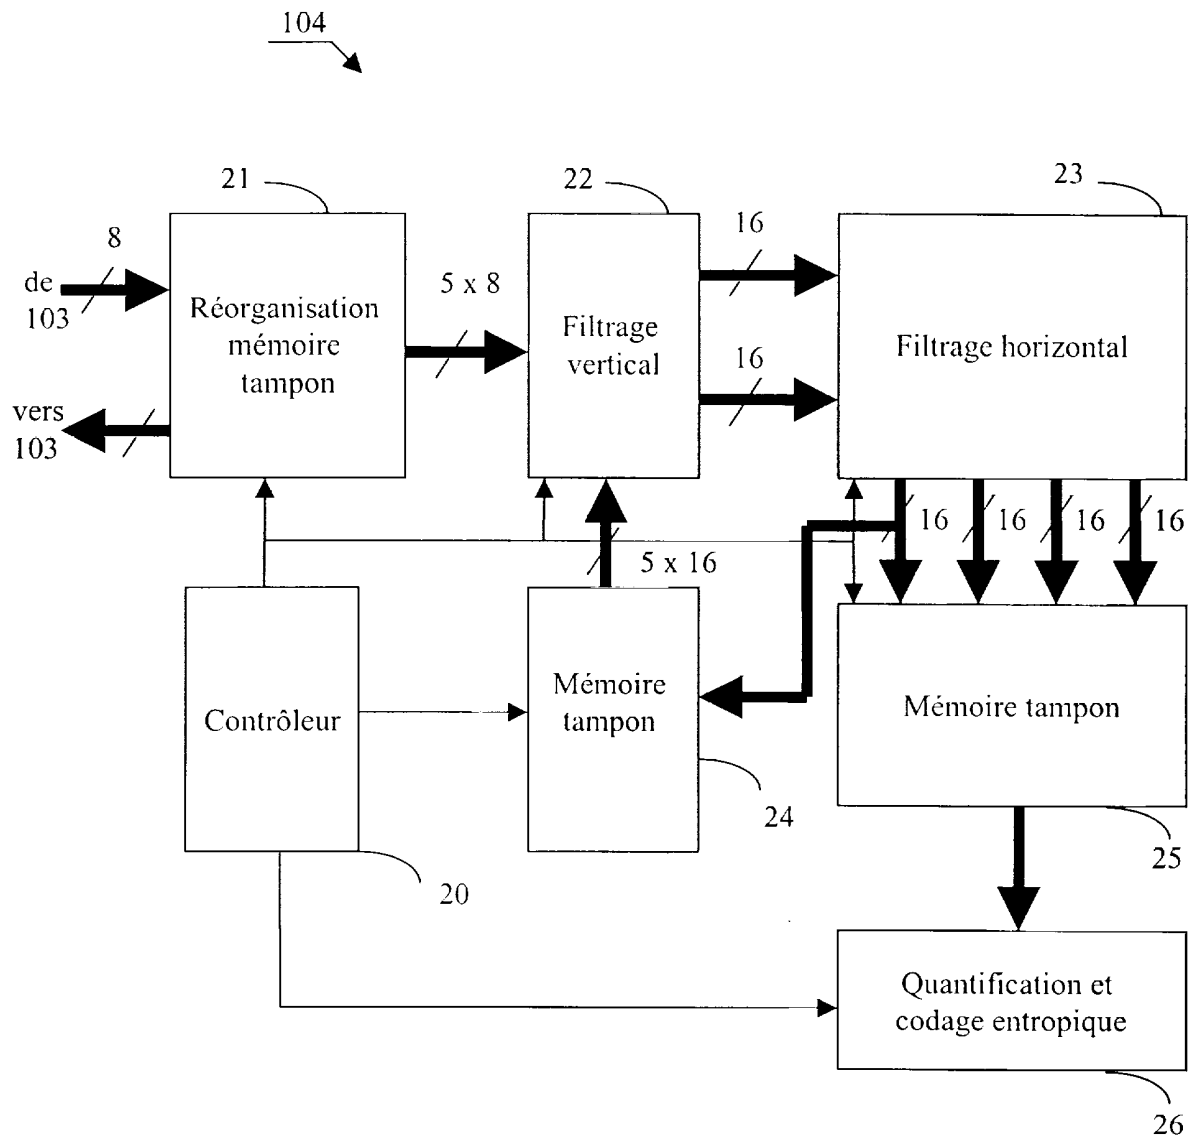 104
21
22
23
8
de
103
5 x 8
16
16
Réorganisation
mémoire
tampon
Filtrage
vertical
Filtrage horizontal
vers
103
16
16
16
16
5 x 16
Contrôleur
Mémoire
tampon
Mémoire tampon
24
25
20
Quantification et
codage entropique
26